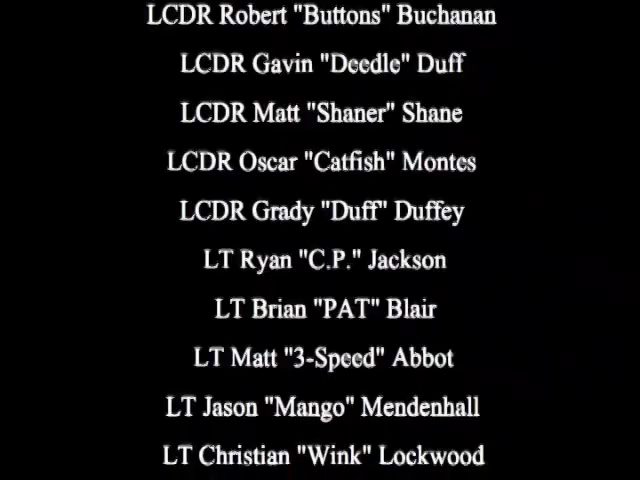 LCDR Robert "Buttons" Buchanan
LCDR Gavin "Deedle" Duff
LCDR Matt "Shaner" Shane
LCDR Oscar "Catfish" Montes
LCDR Grady "Duff" Duffey
LT Ryan "C.P." Jackson
LT Brian "PAT" Blair
LT Matt "3-Speed" Abbot
LT Jason "Mango" Mendenhall
LT Christian "Wink" Lockwood